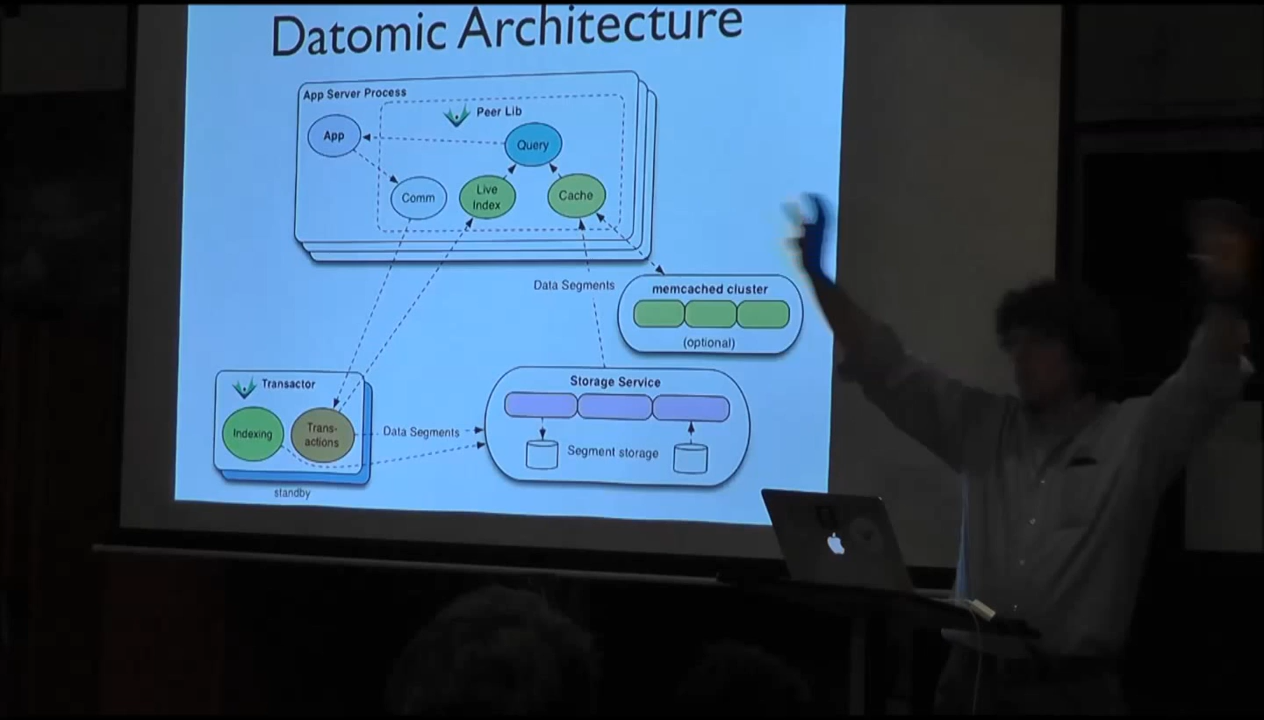 Datomic Architecture
App Server Process
Peer Lib
App
Query
Comm
Live
Index
Cache
Data Segments
memcached cluster
(optional)
Transactor
Indexing
Trans-
actions
standby
Data Segments
Storage Service
Segment storage